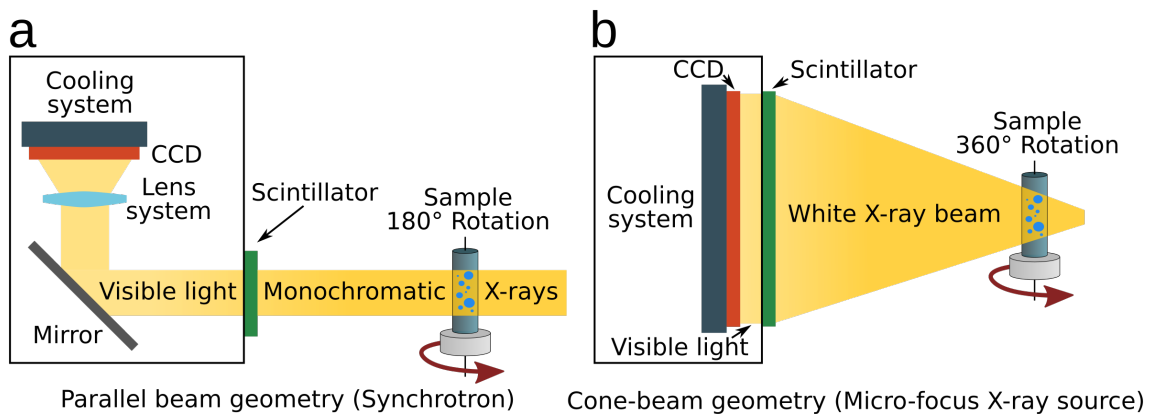 a
Cooling
system
CCD
Lens
system
Scintillator
Sample
180° Rotation
Visible light
Monochromatic
X-rays
Mirror
Parallel beam geometry (Synchrotron)
b
CCD
Scintillator
Sample
360° Rotation
Cooling
system
White X-ray beam
Visible light
Cone-beam geometry (Micro-focus X-ray source)